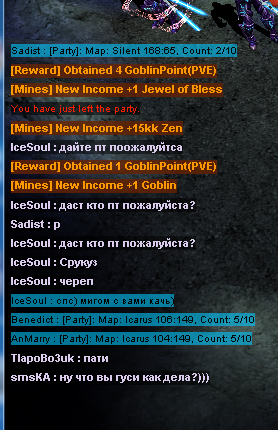 Sadist : [Party]: Map: Silent 168:65, Count: 2/10
[Reward] Obtained 4 GoblinPoint(PVE)
[Mines] New Income +1 Jewel of Bless
You have just left the party.
[Mines] New Income +15kk Zen
IceSoul : дайте пт поожалуйтса
[Reward] Obtained 1 GoblinPoint(PVE)
[Mines] New Income +1 Goblin
IceSoul : даст кто пт пожалуйста?
Sadist : р
IceSoul : даст кто пт пожалуйста?
IceSoul : Срукуз
IceSoul : череп
IceSoul : спс) мигом с вами качь)
Benedict : [Party]: Map: Icarus 106:149, Count: 5/10
AnMarry : [Party]: Map: Icarus 104:149, Count: 5/10
TlapoBo3uk : пати
smsKA : ну что вы гуси как дела?)))